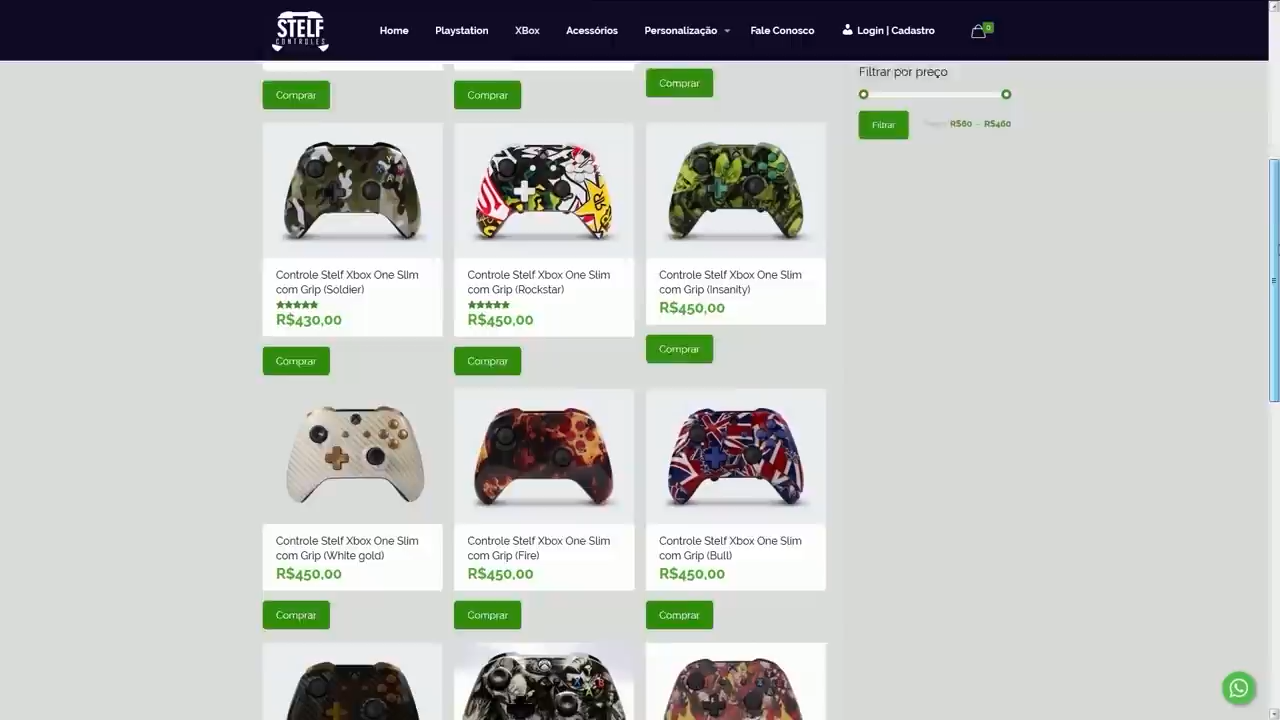 STELF
CONTROLES
Home
Playstation
XBox
Acessórios
Personalização
Fale Conosco
Login | Cadastro
0
Comprar
Comprar
Comprar
Filtrar por preço
Filtrar
R$60 — R$460
Controle Stelf Xbox One Slim
com Grip (Soldier)
R$430,00
Comprar
Controle Stelf Xbox One Slim
com Grip (Rockstar)
R$450,00
Comprar
Controle Stelf Xbox One Slim
com Grip (Insanity)
R$450,00
Comprar
Controle Stelf Xbox One Slim
com Grip (White gold)
R$450,00
Comprar
Controle Stelf Xbox One Slim
com Grip (Fire)
R$450,00
Comprar
Controle Stelf Xbox One Slim
com Grip (Bull)
R$450,00
Comprar